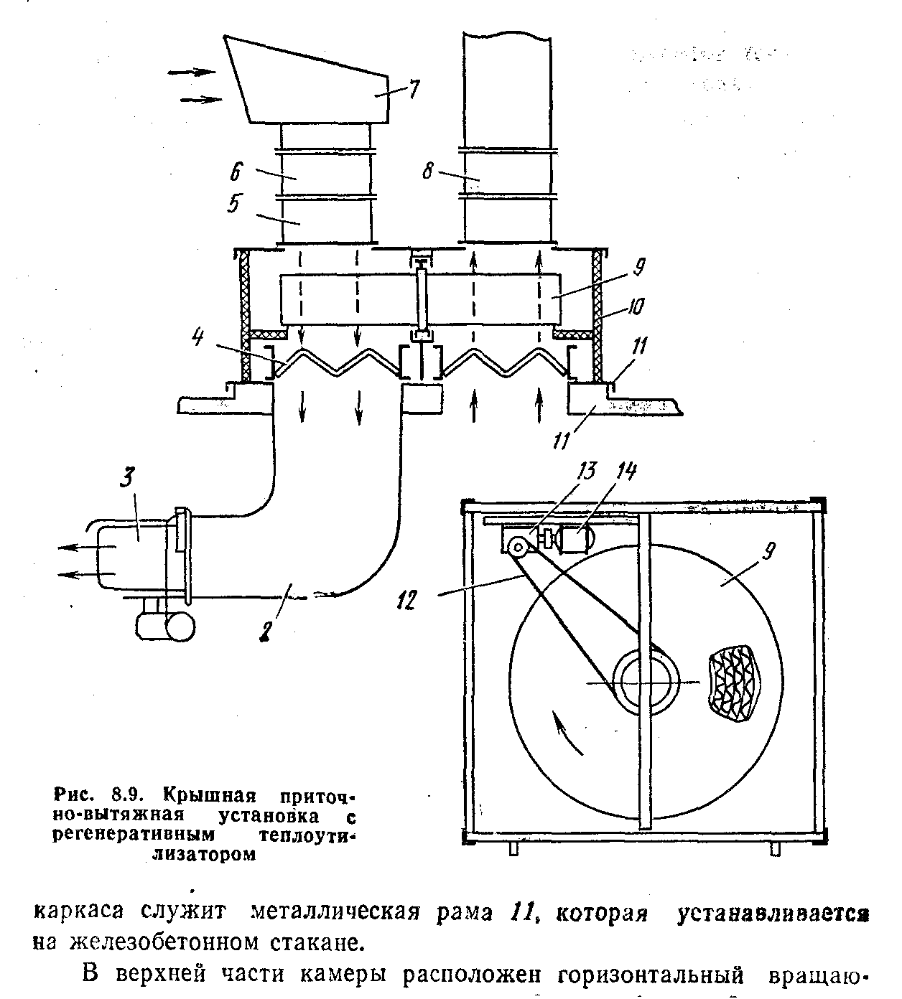 7
6
8
5
9
10
4
11
11
3
13
14
9
12
2
Рис. 8.9. Крышная приточ-
но-вытяжная установка с
регенеративным теплоути-
лизатором
каркаса служит металлическая рама 11, которая устанавливается
на железобетонном стакане.
В верхней части камеры расположен горизонтальный вращаю-